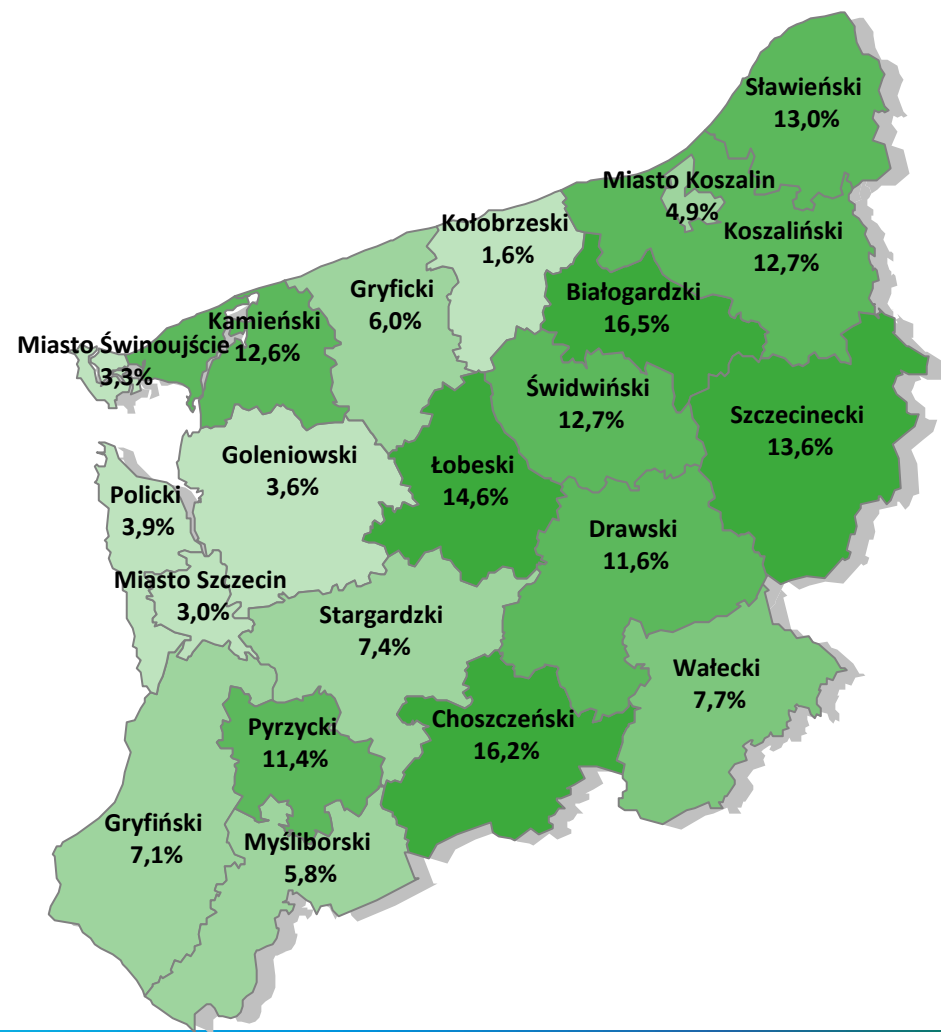 Sławieński
13,0%
Miasto Koszalin
4,9%
Kołobrzeski
1,6%
Koszaliński
12,7%
Gryficki
6,0%
Białogardzki
16,5%
Kamieński
12,6%
Miasto Świnoujście
3,3%
Świdwiński
12,7%
Szczecinecki
13,6%
Goleniowski
3,6%
Łobeski
14,6%
Policki
3,9%
Drawski
11,6%
Miasto Szczecin
3,0%
Stargardzki
7,4%
Wałecki
7,7%
Choszczeński
16,2%
Pyrzycki
11,4%
Gryfiński
7,1%
Myśliborski
5,8%